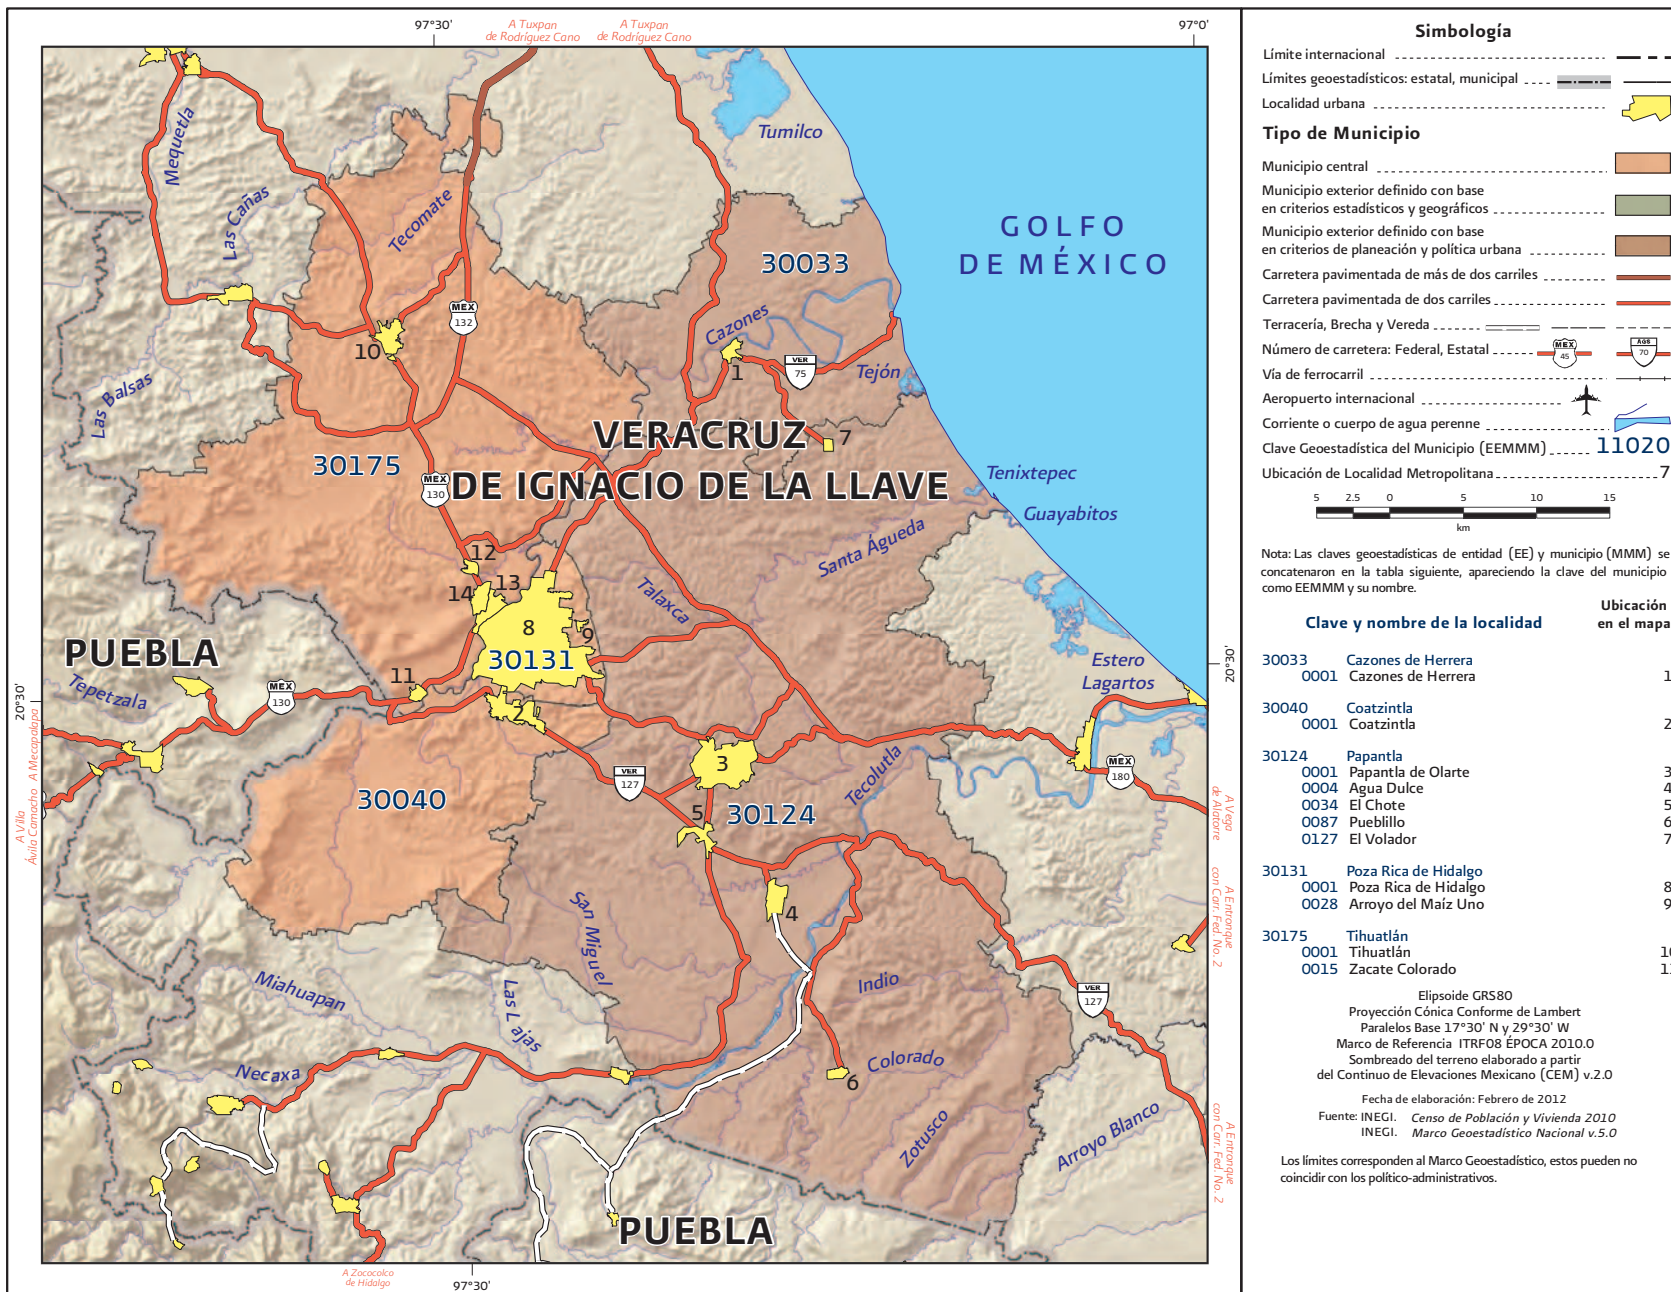 97°30'
A Tuxpan
de Rodríguez Cano
A Tuxpan
de Rodríguez Cano
97°0'
Mequetla
Las Cañas
Tecomate
Tumilco
GOLFO
DE MÉXICO
30033
MEX
132
Cazones
10
1
VER
75
Tejón
Las Balsas
7
VERACRUZ
DE IGNACIO DE LA LLAVE
30175
MEX
130
Tenixtepec
Guayabitos
Santa Águeda
12
13
14
Talaxca
8
9
30131
PUEBLA
Tepetzala
11
MEX
130
2
Estero
Lagartos
20°30'
20°30'
A Mecapalapa
A Villa
Ávila Camacho
3
VER
127
Tecolutla
MEX
180
30040
5
30124
A Vega
de Alatorre
4
San Miguel
A Entronque
con Carr. Fed. No. 2
Miahuapan
Las Lajas
Indio
VER
127
Necaxa
Colorado
6
Zotusco
Arroyo Blanco
A Entronque
con Carr. Fed. No. 2
PUEBLA
A Zozocolco
de Hidalgo
97°30'
Simbología
Límite internacional
Límites geoestadísticos: estatal, municipal
Localidad urbana
Tipo de Municipio
Municipio central
Municipio exterior definido con base
en criterios estadísticos y geográficos
Municipio exterior definido con base
en criterios de planeación y política urbana
Carretera pavimentada de más de dos carriles
Carretera pavimentada de dos carriles
Terracería, Brecha y Vereda
Número de carretera: Federal, Estatal MEX 45 AGS 70
Vía de ferrocarril
Aeropuerto internacional
Corriente o cuerpo de agua perenne
Clave Geoestadística del Municipio (EEMMM) 11020
Ubicación de Localidad Metropolitana 7
5 2.5 0 5 10 15
km
Nota: Las claves geoestadísticas de entidad (EE) y municipio (MMM) se
concatenaron en la tabla siguiente, apareciendo la clave del municipio
como EEMMM y su nombre.
Clave y nombre de la localidad
Ubicación
en el mapa
30033 Cazones de Herrera
0001 Cazones de Herrera 1
30040 Coatzintla
0001 Coatzintla 2
30124 Papantla
0001 Papantla de Olarte 3
0004 Agua Dulce 4
0034 El Chote 5
0087 Pueblillo 6
0127 El Volador 7
30131 Poza Rica de Hidalgo
0001 Poza Rica de Hidalgo 8
0028 Arroyo del Maíz Uno 9
30175 Tihuatlán
0001 Tihuatlán 10
0015 Zacate Colorado
Elipsoide GRS80
Proyección Cónica Conforme de Lambert
Paralelos Base 17°30' N y 29°30' W
Marco de Referencia ITRF08 ÉPOCA 2010.0
Sombreado del terreno elaborado a partir
del Continuo de Elevaciones Mexicano (CEM) v.2.0
Fecha de elaboración: Febrero de 2012
Fuente: INEGI. Censo de Población y Vivienda 2010
INEGI. Marco Geoestadístico Nacional v.5.0
Los límites corresponden al Marco Geoestadístico, estos pueden no
coincidir con los político-administrativos.